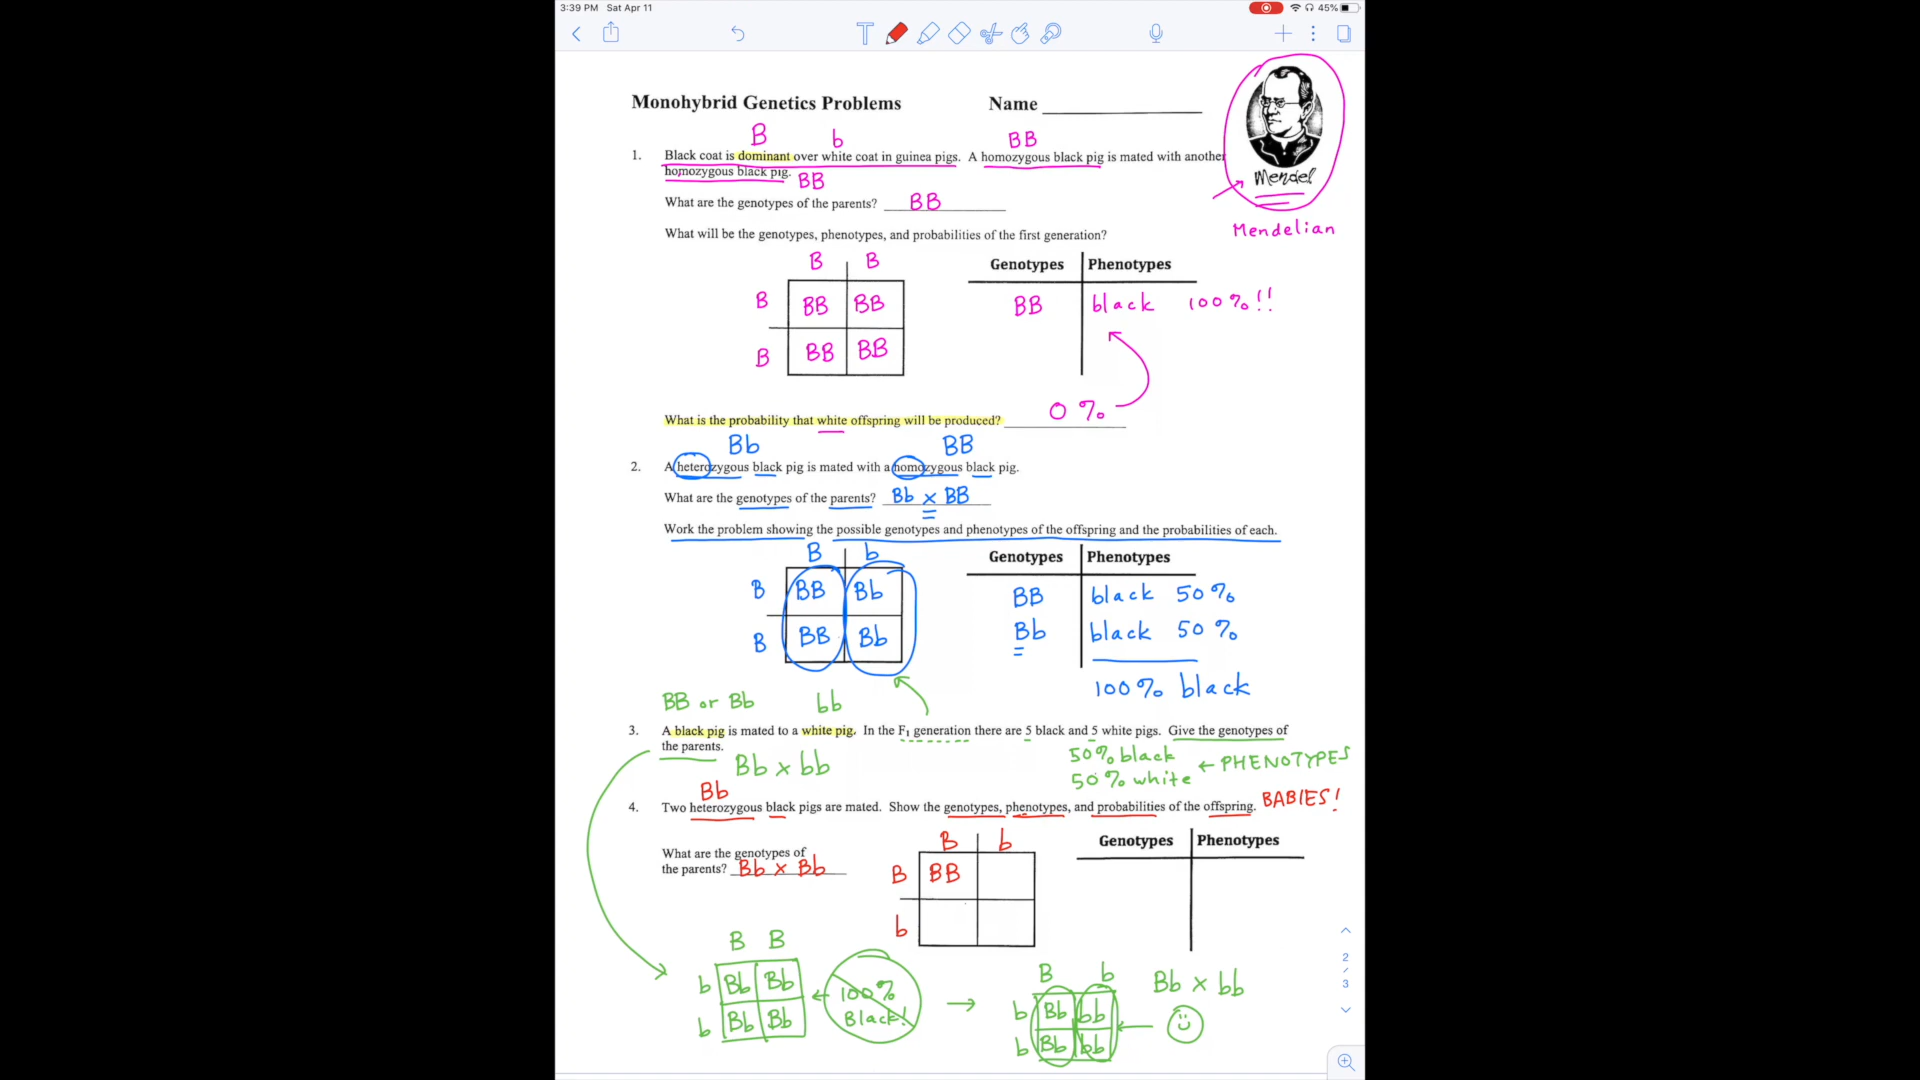 3:39 PM Sat Apr 11
45%
Monohybrid Genetics Problems Name
B b BB
1. Black coat is dominant over white coat in guinea pigs. A homozygous black pig is mated with another
homozygous black pig. BB
Mendel
What are the genotypes of the parents? BB
Mendelian
What will be the genotypes, phenotypes, and probabilities of the first generation?
B B
Genotypes Phenotypes
B BB BB
BB black 100%!!
B BB BB
What is the probability that white offspring will be produced? 0%
Bb BB
2. A heterozygous black pig is mated with a homozygous black pig.
What are the genotypes of the parents? Bb x BB
Work the problem showing the possible genotypes and phenotypes of the offspring and the probabilities of each.
B b
Genotypes Phenotypes
B BB Bb
BB black 50%
B BB Bb
Bb black 50%
100% black
BB or Bb bb
3. A black pig is mated to a white pig. In the F1 generation there are 5 black and 5 white pigs. Give the genotypes of
the parents.
Bb x bb
50% black
50% white ← PHENOTYPES
Bb
4. Two heterozygous black pigs are mated. Show the genotypes, phenotypes, and probabilities of the offspring. BABIES!
What are the genotypes of
the parents? Bb x Bb
B b
B BB
b
Genotypes Phenotypes
B B
b Bb Bb
b Bb Bb
100%
Black!
B b
b Bb bb
b Bb bb
Bb x bb
2
/
3